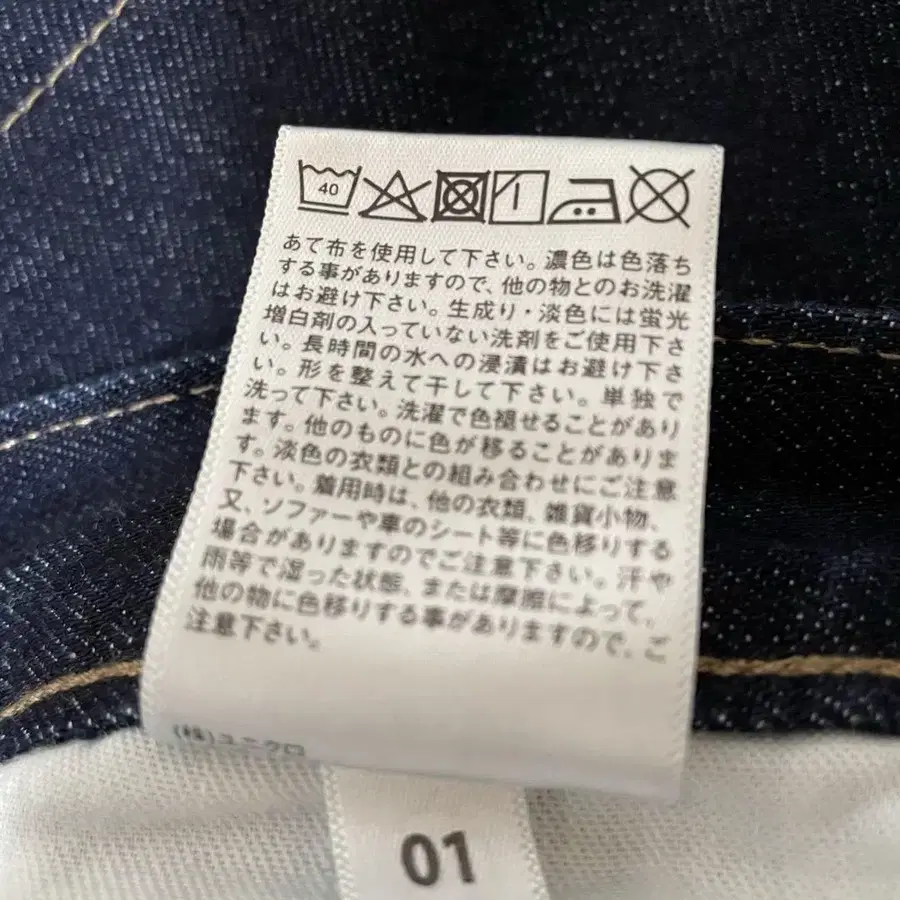 40
あて布を使用して下さい。濃色は色落ち
する事がありますので、他の物とのお洗濯
はお避け下さい。生成り・淡色には蛍光
増白剤の入っていない洗剤をご使用下さ
い。長時間の水への浸漬はお避け下さ
い。形を整えて干して下さい。単独で
洗って下さい。洗濯で色褪せることがあり
ます。他のものに色が移ることがありま
す。淡色の衣類との組み合わせにご注意
下さい。着用時は、他の衣類、雑貨小物、
又、ソファーや車のシート等に色移りする
場合がありますのでご注意下さい。汗や
雨等で湿った状態、または摩擦によって、
他の物に色移りする事がありますので、ご
注意下さい。
(株)ユニクロ
01